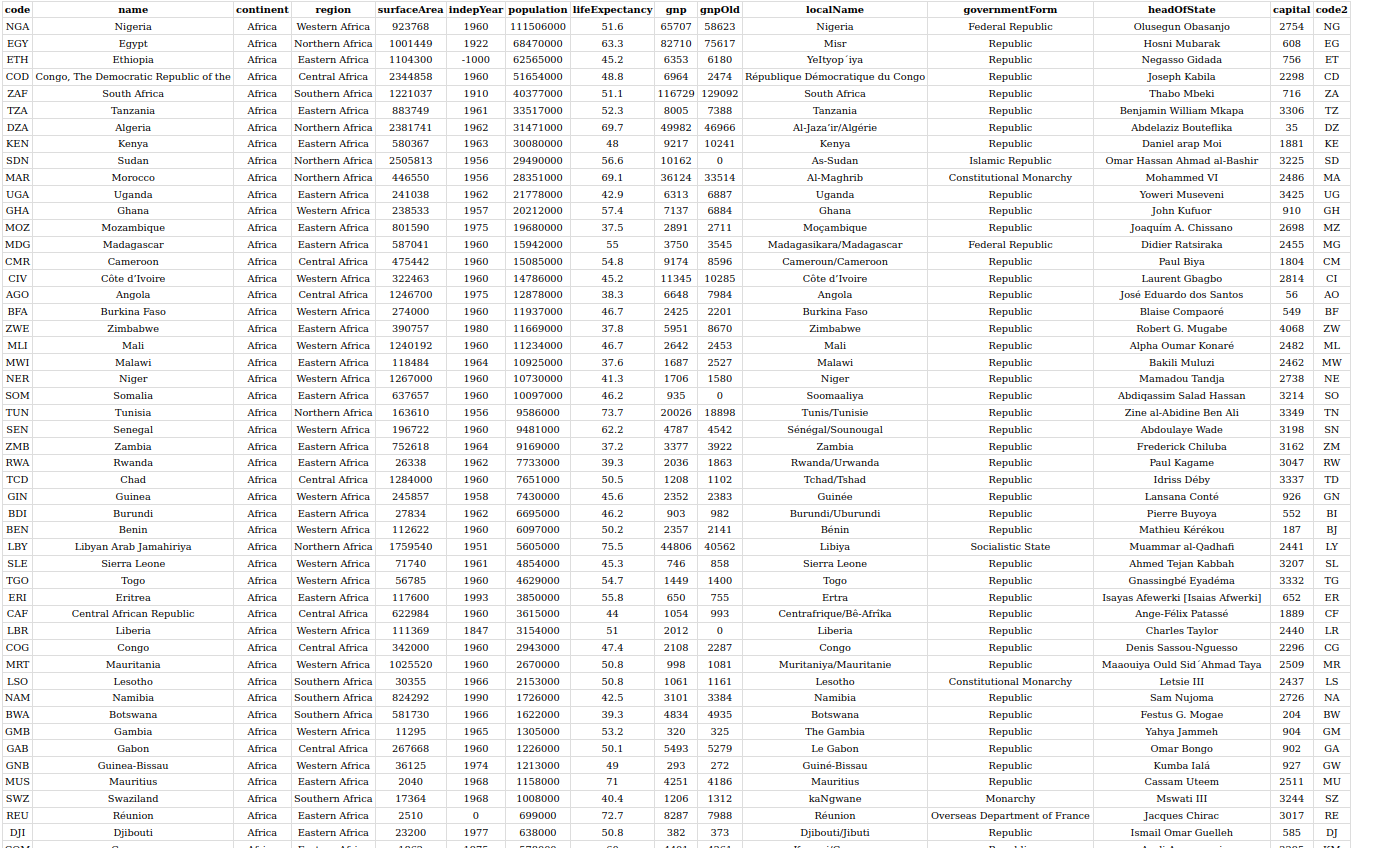 code name continent region surfaceArea indepYear population lifeExpectancy gnp gnpOld localName governmentForm headOfState capital code2
NGA Nigeria Africa Western Africa 923768 1960 111506000 51.6 65707 58623 Nigeria Federal Republic Olusegun Obasanjo 2754 NG
EGY Egypt Africa Northern Africa 1001449 1922 68470000 63.3 82710 75617 Misr Republic Hosni Mubarak 608 EG
ETH Ethiopia Africa Eastern Africa 1104300 -1000 62565000 45.2 6353 6180 YeItyop´iya Republic Negasso Gidada 756 ET
COD Congo, The Democratic Republic of the Africa Central Africa 2344858 1960 51654000 48.8 6964 2474 République Démocratique du Congo Republic Joseph Kabila 2298 CD
ZAF South Africa Africa Southern Africa 1221037 1910 40377000 51.1 116729 129092 South Africa Republic Thabo Mbeki 716 ZA
TZA Tanzania Africa Eastern Africa 883749 1961 33517000 52.3 8005 7388 Tanzania Republic Benjamin William Mkapa 3306 TZ
DZA Algeria Africa Northern Africa 2381741 1962 31471000 69.7 49982 46966 Al-Jaza’ir/Algérie Republic Abdelaziz Bouteflika 35 DZ
KEN Kenya Africa Eastern Africa 580367 1963 30080000 48 9217 10241 Kenya Republic Daniel arap Moi 1881 KE
SDN Sudan Africa Northern Africa 2505813 1956 29490000 56.6 10162 0 As-Sudan Islamic Republic Omar Hassan Ahmad al-Bashir 3225 SD
MAR Morocco Africa Northern Africa 446550 1956 28351000 69.1 36124 33514 Al-Maghrib Constitutional Monarchy Mohammed VI 2486 MA
UGA Uganda Africa Eastern Africa 241038 1962 21778000 42.9 6313 6887 Uganda Republic Yoweri Museveni 3425 UG
GHA Ghana Africa Western Africa 238533 1957 20212000 57.4 7137 6884 Ghana Republic John Kufuor 910 GH
MOZ Mozambique Africa Eastern Africa 801590 1975 19680000 37.5 2891 2711 Moçambique Republic Joaquím A. Chissano 2698 MZ
MDG Madagascar Africa Eastern Africa 587041 1960 15942000 55 3750 3545 Madagasikara/Madagascar Federal Republic Didier Ratsiraka 2455 MG
CMR Cameroon Africa Central Africa 475442 1960 15085000 54.8 9174 8596 Cameroun/Cameroon Republic Paul Biya 1804 CM
CIV Côte d’Ivoire Africa Western Africa 322463 1960 14786000 45.2 11345 10285 Côte d’Ivoire Republic Laurent Gbagbo 2814 CI
AGO Angola Africa Central Africa 1246700 1975 12878000 38.3 6648 7984 Angola Republic José Eduardo dos Santos 56 AO
BFA Burkina Faso Africa Western Africa 274000 1960 11937000 46.7 2425 2201 Burkina Faso Republic Blaise Compaoré 549 BF
ZWE Zimbabwe Africa Eastern Africa 390757 1980 11669000 37.8 5951 8670 Zimbabwe Republic Robert G. Mugabe 4068 ZW
MLI Mali Africa Western Africa 1240192 1960 11234000 46.7 2642 2453 Mali Republic Alpha Oumar Konaré 2482 ML
MWI Malawi Africa Eastern Africa 118484 1964 10925000 37.6 1687 2527 Malawi Republic Bakili Muluzi 2462 MW
NER Niger Africa Western Africa 1267000 1960 10730000 41.3 1706 1580 Niger Republic Mamadou Tandja 2738 NE
SOM Somalia Africa Eastern Africa 637657 1960 10097000 46.2 935 0 Soomaaliya Republic Abdiqassim Salad Hassan 3214 SO
TUN Tunisia Africa Northern Africa 163610 1956 9586000 73.7 20026 18898 Tunis/Tunisie Republic Zine al-Abidine Ben Ali 3349 TN
SEN Senegal Africa Western Africa 196722 1960 9481000 62.2 4787 4542 Sénégal/Sounougal Republic Abdoulaye Wade 3198 SN
ZMB Zambia Africa Eastern Africa 752618 1964 9169000 37.2 3377 3922 Zambia Republic Frederick Chiluba 3162 ZM
RWA Rwanda Africa Eastern Africa 26338 1962 7733000 39.3 2036 1863 Rwanda/Urwanda Republic Paul Kagame 3047 RW
TCD Chad Africa Central Africa 1284000 1960 7651000 50.5 1208 1102 Tchad/Tshad Republic Idriss Déby 3337 TD
GIN Guinea Africa Western Africa 245857 1958 7430000 45.6 2352 2383 Guinée Republic Lansana Conté 926 GN
BDI Burundi Africa Eastern Africa 27834 1962 6695000 46.2 903 982 Burundi/Uburundi Republic Pierre Buyoya 552 BI
BEN Benin Africa Western Africa 112622 1960 6097000 50.2 2357 2141 Bénin Republic Mathieu Kérékou 187 BJ
LBY Libyan Arab Jamahiriya Africa Northern Africa 1759540 1951 5605000 75.5 44806 40562 Libiya Socialistic State Muammar al-Qadhafi 2441 LY
SLE Sierra Leone Africa Western Africa 71740 1961 4854000 45.3 746 858 Sierra Leone Republic Ahmed Tejan Kabbah 3207 SL
TGO Togo Africa Western Africa 56785 1960 4629000 54.7 1449 1400 Togo Republic Gnassingbé Eyadéma 3332 TG
ERI Eritrea Africa Eastern Africa 117600 1993 3850000 55.8 650 755 Ertra Republic Isayas Afewerki [Isaias Afwerki] 652 ER
CAF Central African Republic Africa Central Africa 622984 1960 3615000 44 1054 993 Centrafrique/Bê-Afrîka Republic Ange-Félix Patassé 1889 CF
LBR Liberia Africa Western Africa 111369 1847 3154000 51 2012 0 Liberia Republic Charles Taylor 2440 LR
COG Congo Africa Central Africa 342000 1960 2943000 47.4 2108 2287 Congo Republic Denis Sassou-Nguesso 2296 CG
MRT Mauritania Africa Western Africa 1025520 1960 2670000 50.8 998 1081 Muritaniya/Mauritanie Republic Maaouiya Ould Sid´Ahmad Taya 2509 MR
LSO Lesotho Africa Southern Africa 30355 1966 2153000 50.8 1061 1161 Lesotho Constitutional Monarchy Letsie III 2437 LS
NAM Namibia Africa Southern Africa 824292 1990 1726000 42.5 3101 3384 Namibia Republic Sam Nujoma 2726 NA
BWA Botswana Africa Southern Africa 581730 1966 1622000 39.3 4834 4935 Botswana Republic Festus G. Mogae 204 BW
GMB Gambia Africa Western Africa 11295 1965 1305000 53.2 320 325 The Gambia Republic Yahya Jammeh 904 GM
GAB Gabon Africa Central Africa 267668 1960 1226000 50.1 5493 5279 Le Gabon Republic Omar Bongo 902 GA
GNB Guinea-Bissau Africa Western Africa 36125 1974 1213000 49 293 272 Guiné-Bissau Republic Kumba Ialá 927 GW
MUS Mauritius Africa Eastern Africa 2040 1968 1158000 71 4251 4186 Mauritius Republic Cassam Uteem 2511 MU
SWZ Swaziland Africa Southern Africa 17364 1968 1008000 40.4 1206 1312 kaNgwane Monarchy Mswati III 3244 SZ
REU Réunion Africa Eastern Africa 2510 0 699000 72.7 8287 7988 Réunion Overseas Department of France Jacques Chirac 3017 RE
DJI Djibouti Africa Eastern Africa 23200 1977 638000 50.8 382 373 Djibouti/Jibuti Republic Ismail Omar Guelleh 585 DJ